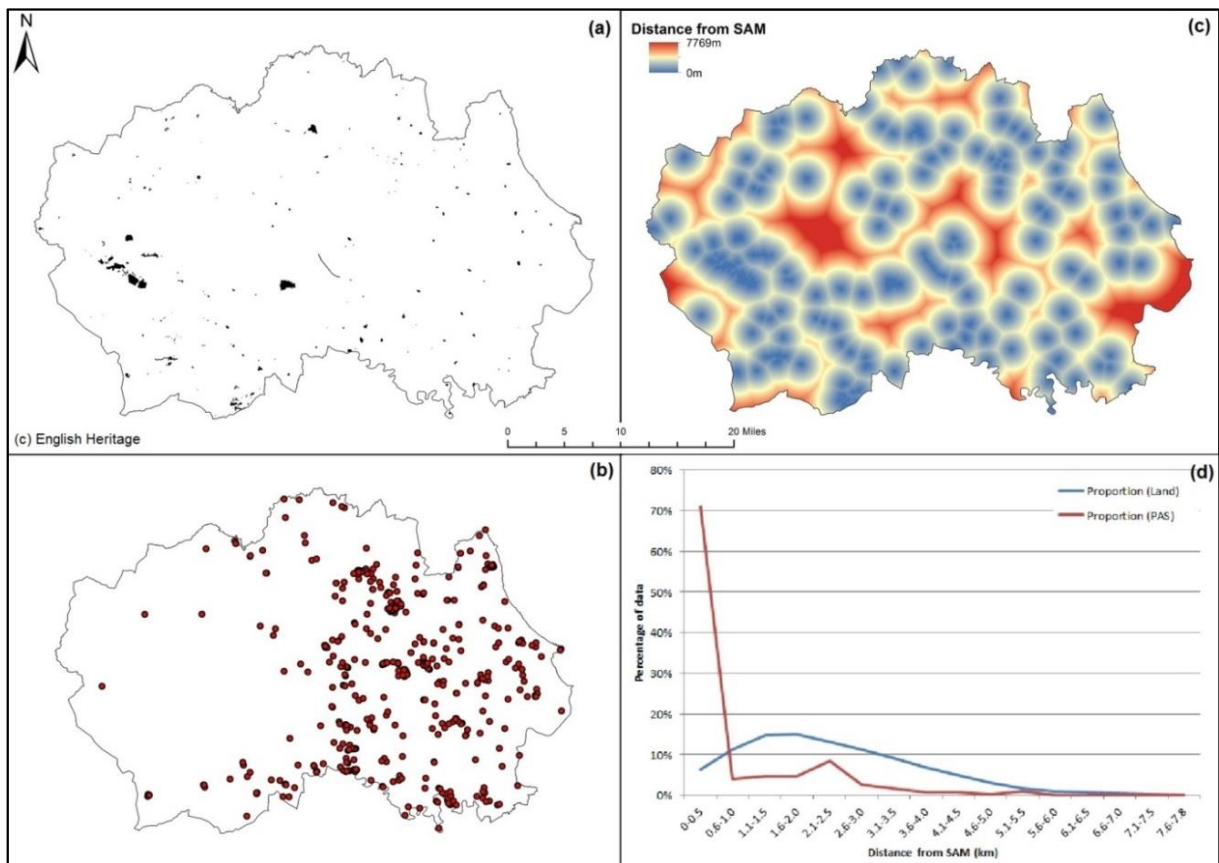 N
(a)
(c) English Heritage
0 5 10 20 Miles
Distance from SAM
7769m
0m
(c)
(b)
(d)
80%
70%
60%
50%
40%
30%
20%
10%
0%
Percentage of data
Proportion (Land)
Proportion (PAS)
0-0.5
0.6-1.0
1.1-1.5
1.6-2.0
2.1-2.5
2.6-3.0
3.1-3.5
3.6-4.0
4.1-4.5
4.6-5.0
5.1-5.5
5.6-6.0
6.1-6.5
6.6-7.0
7.1-7.5
7.6-7.8
Distance from SAM (km)